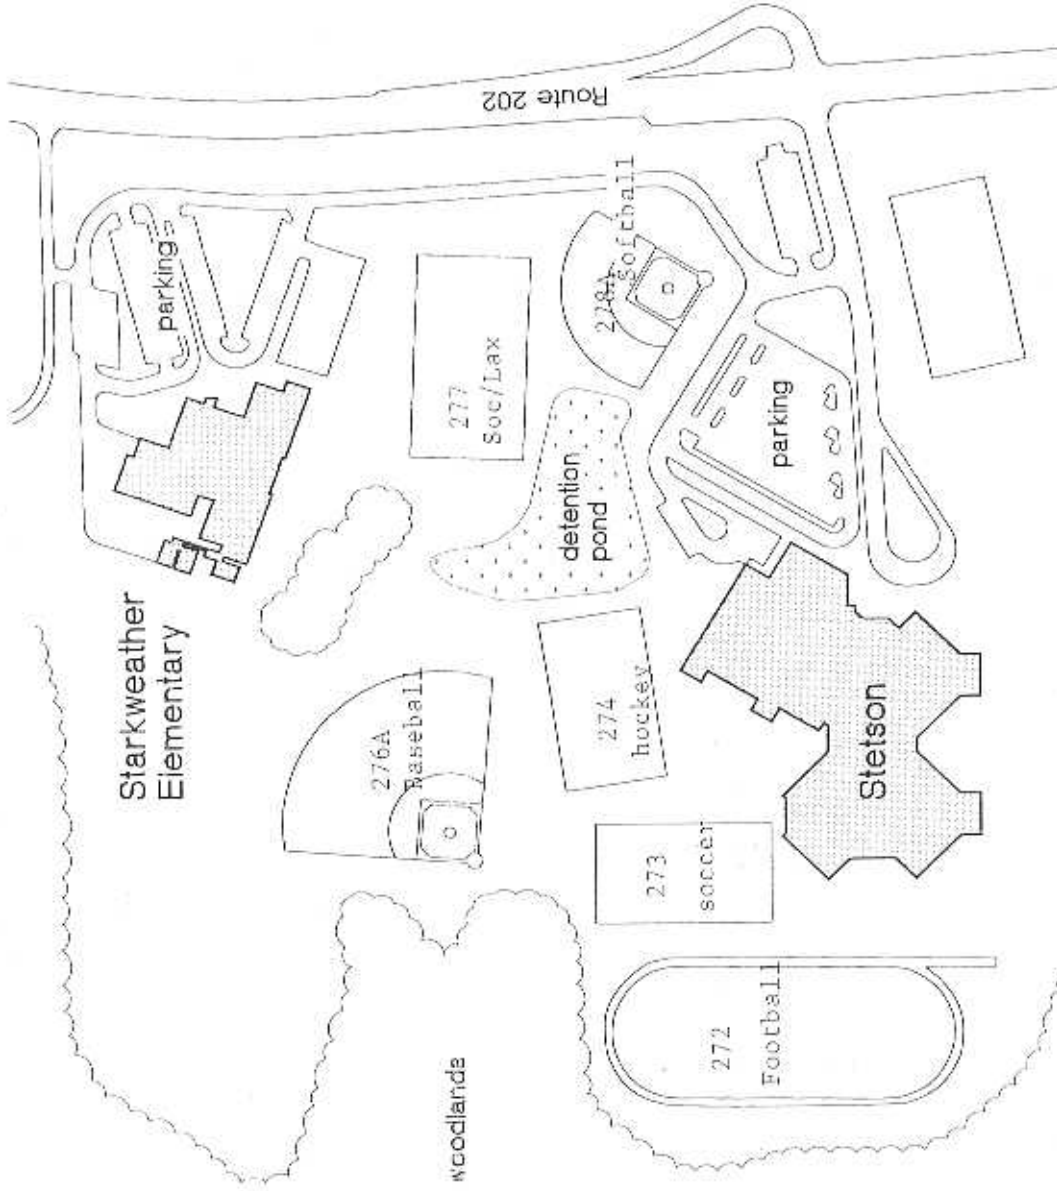 Route 202
parking
278A
Softball
277
Soc/Lax
parking
detention
pond
Starkweather
Elementary
276A
Baseball
274
hockey
Stetson
273
soccer
272
Football
woodlands